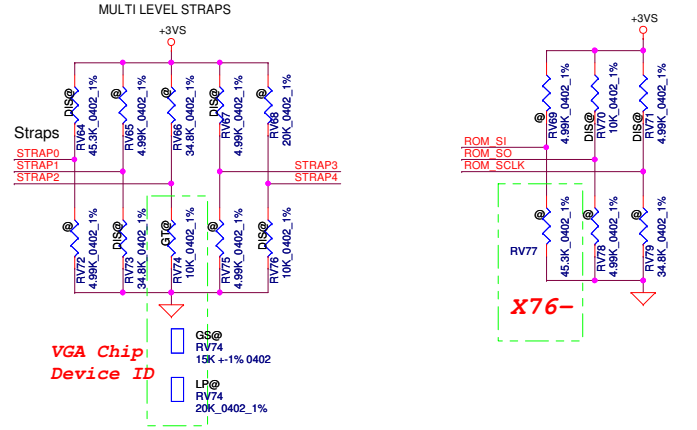 MULTI LEVEL STRAPS
+3VS
+3VS
DIS@
RV64
45.3K_0402_1%
@
RV65
4.99K_0402_1%
@
RV66
34.8K_0402_1%
DIS@
RV67
4.99K_0402_1%
@
RV68
20K_0402_1%
@
RV69
4.99K_0402_1%
DIS@
RV70
10K_0402_1%
DIS@
RV71
4.99K_0402_1%
Straps
STRAP0
STRAP1
STRAP2
STRAP3
STRAP4
ROM_SI
ROM_SO
ROM_SCLK
@
RV72
4.99K_0402_1%
DIS@
RV73
34.8K_0402_1%
GT@
RV74
10K_0402_1%
@
RV75
4.99K_0402_1%
DIS@
RV76
10K_0402_1%
RV77
@
45.3K_0402_1%
@
RV78
4.99K_0402_1%
@
RV79
34.8K_0402_1%
X76-
VGA Chip
Device ID
GS@
RV74
15K +-1% 0402
LP@
RV74
20K_0402_1%